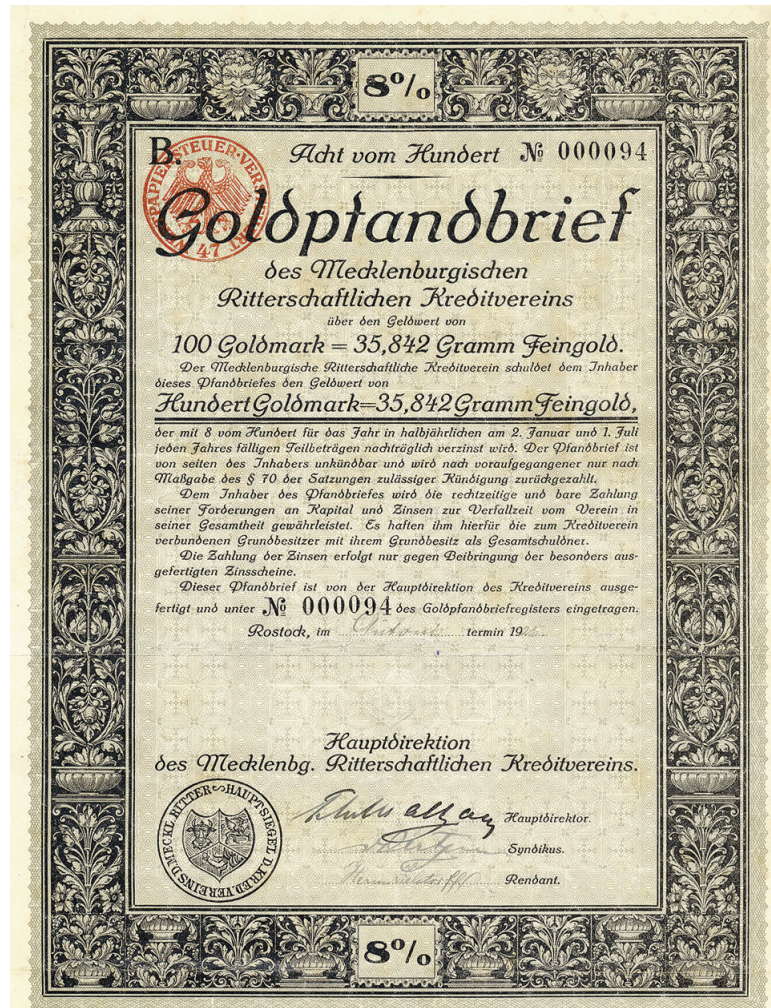 8%
B.
Acht vom Hundert № 000094
Goldpfandbrief
des Mecklenburgischen
Ritterschaftlichen Kreditvereins
über den Geldwert von
100 Goldmark = 35,842 Gramm Feingold.
Der Mecklenburgische Ritterschaftliche Kreditverein schuldet dem Inhaber
dieses Pfandbriefes den Geldwert von
Hundert Goldmark=35,842 Gramm Feingold,
der mit 8 vom Hundert für das Jahr in halbjährlichen am 2. Januar und 1. Juli
jeden Jahres fälligen Teilbeträgen nachträglich verzinst wird. Der Pfandbrief ist
von seiten des Inhabers unkündbar und wird nach voraufgegangener nur nach
Maßgabe des § 70 der Satzungen zulässiger Kündigung zurückgezahlt.
Dem Inhaber des Pfandbriefes wird die rechtzeitige und bare Zahlung
seiner Forderungen an Kapital und Zinsen zur Verfallzeit vom Verein in
seiner Gesamtheit gewährleistet. Es haften ihm hierfür die zum Kreditverein
verbundenen Grundbesitzer mit ihrem Grundbesitz als Gesamtschuldner.
Die Zahlung der Zinsen erfolgt nur gegen Beibringung der besonders aus-
gefertigten Zinsscheine.
Dieser Pfandbrief ist von der Hauptdirektion des Kreditvereins ausge-
fertigt und unter № 000094 des Goldpfandbriefregisters eingetragen.
Rostock, im Antoni termin 1925.
Hauptdirektion
des Mecklenbg. Ritterschaftlichen Kreditvereins.
HAUPTSIEGEL D. KRED. VEREINS D. MECKL. RITTER
Hauptdirektor.
Syndikus.
Rendant.
8%